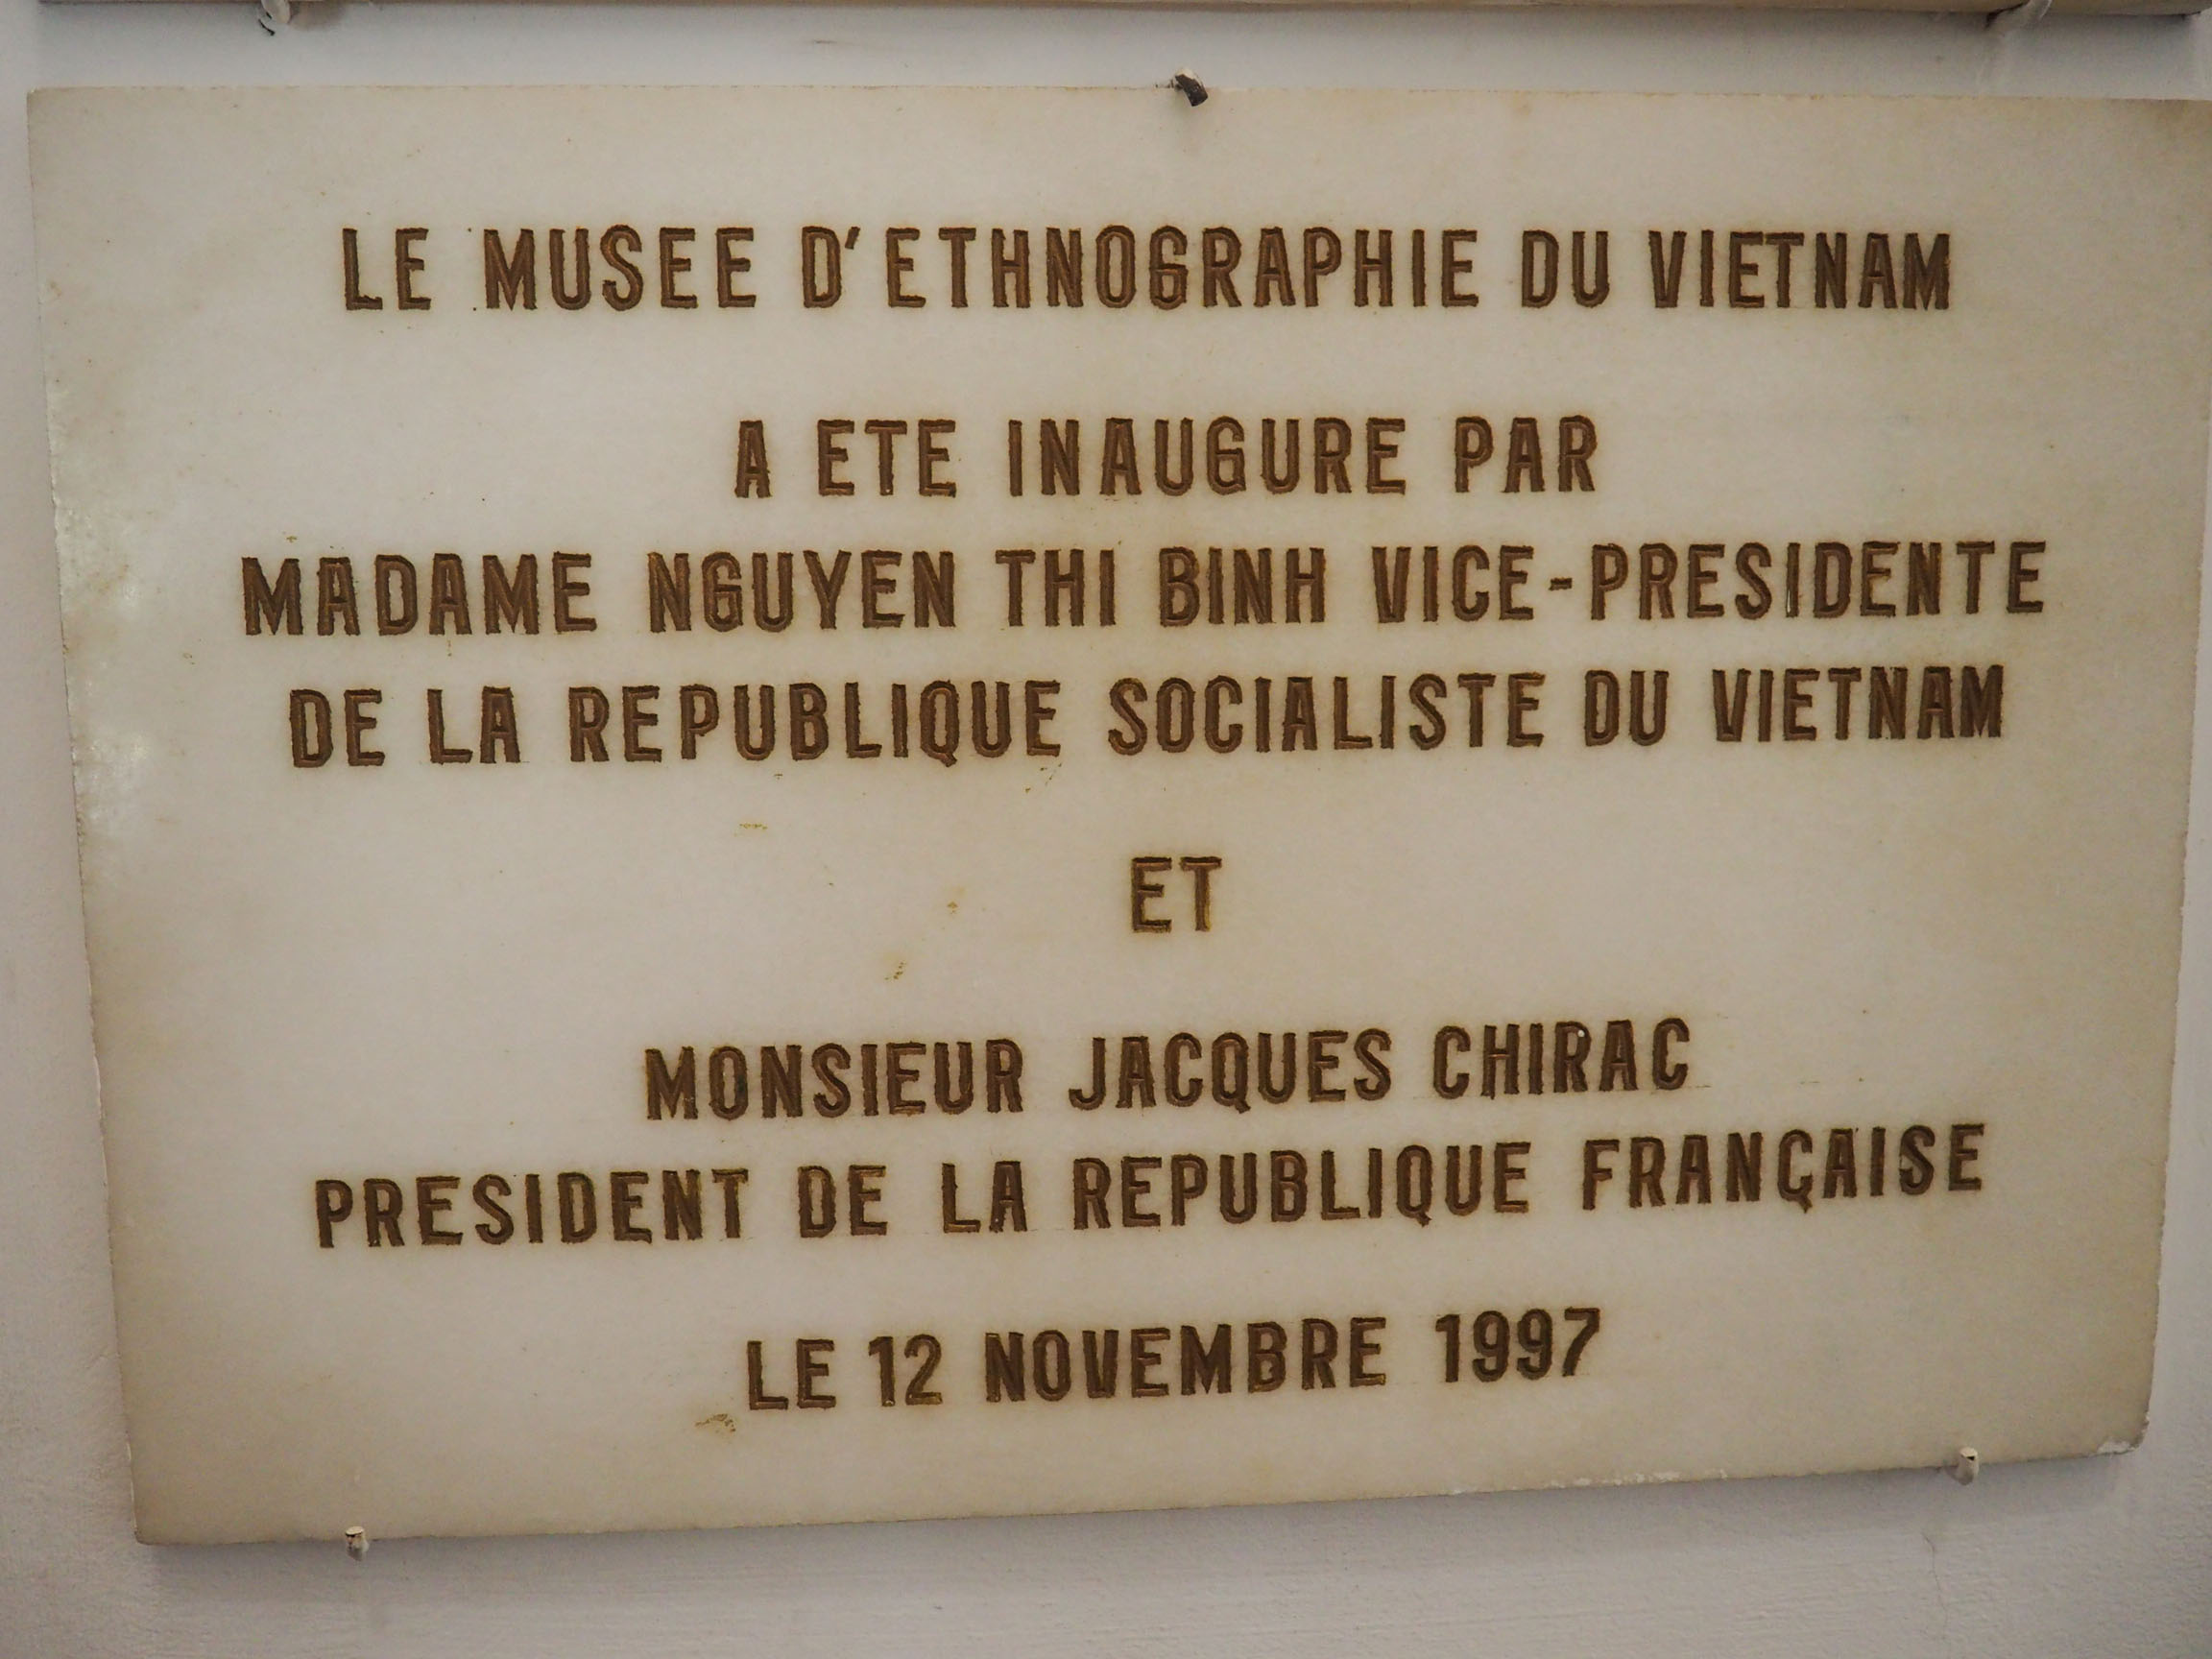 LE MUSEE D'ETHNOGRAPHIE DU VIETNAM
A ETE INAUGURE PAR
MADAME NGUYEN THI BINH VICE-PRESIDENTE
DE LA REPUBLIQUE SOCIALISTE DU VIETNAM
ET
MONSIEUR JACQUES CHIRAC
PRESIDENT DE LA REPUBLIQUE FRANÇAISE
LE 12 NOVEMBRE 1997